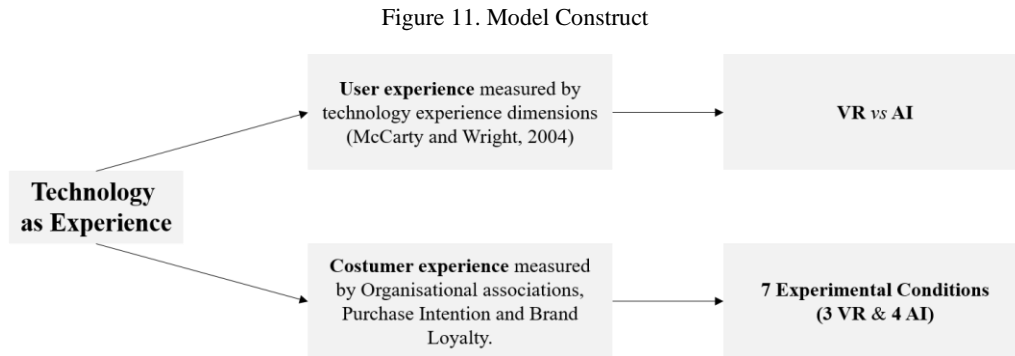 Figure 11. Model Construct
User experience measured by
technology experience dimensions
(McCarty and Wright, 2004)
VR vs AI
Technology
as Experience
Costumer experience measured
by Organisational associations,
Purchase Intention and Brand
Loyalty.
7 Experimental Conditions
(3 VR & 4 AI)